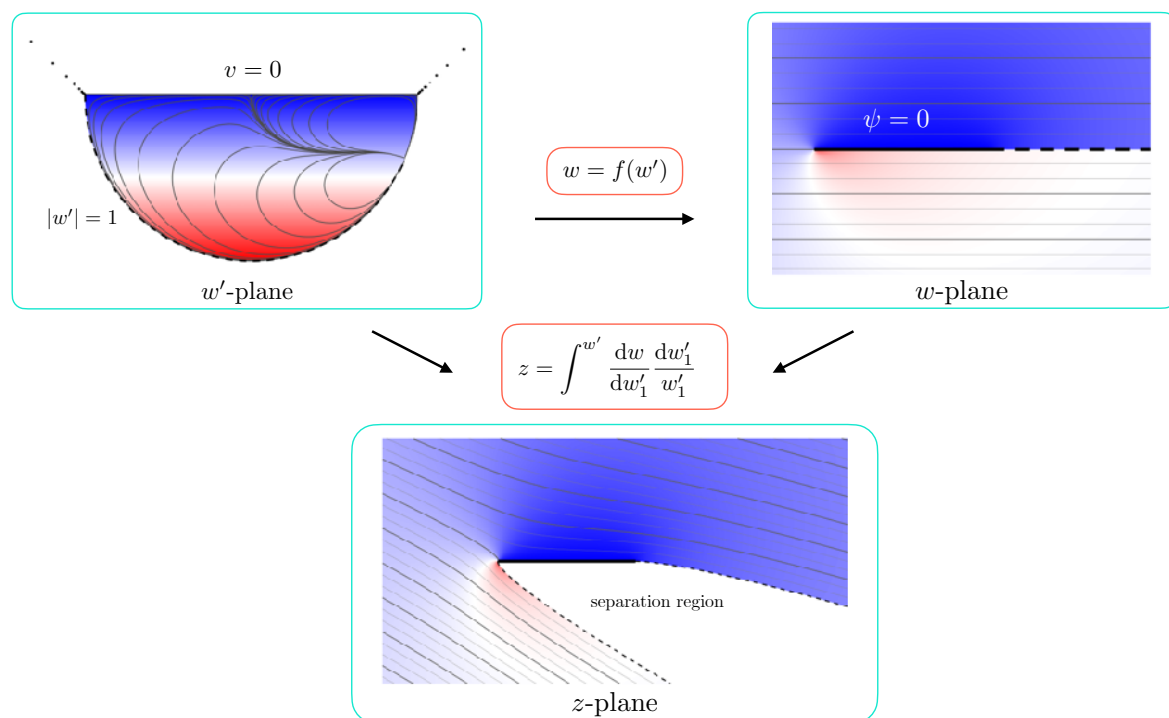 v = 0
|w′| = 1
w′-plane
w = f(w′)
ψ = 0
w-plane
z = ∫^{w′} dw/dw′₁ dw′₁/w′₁
separation region
z-plane